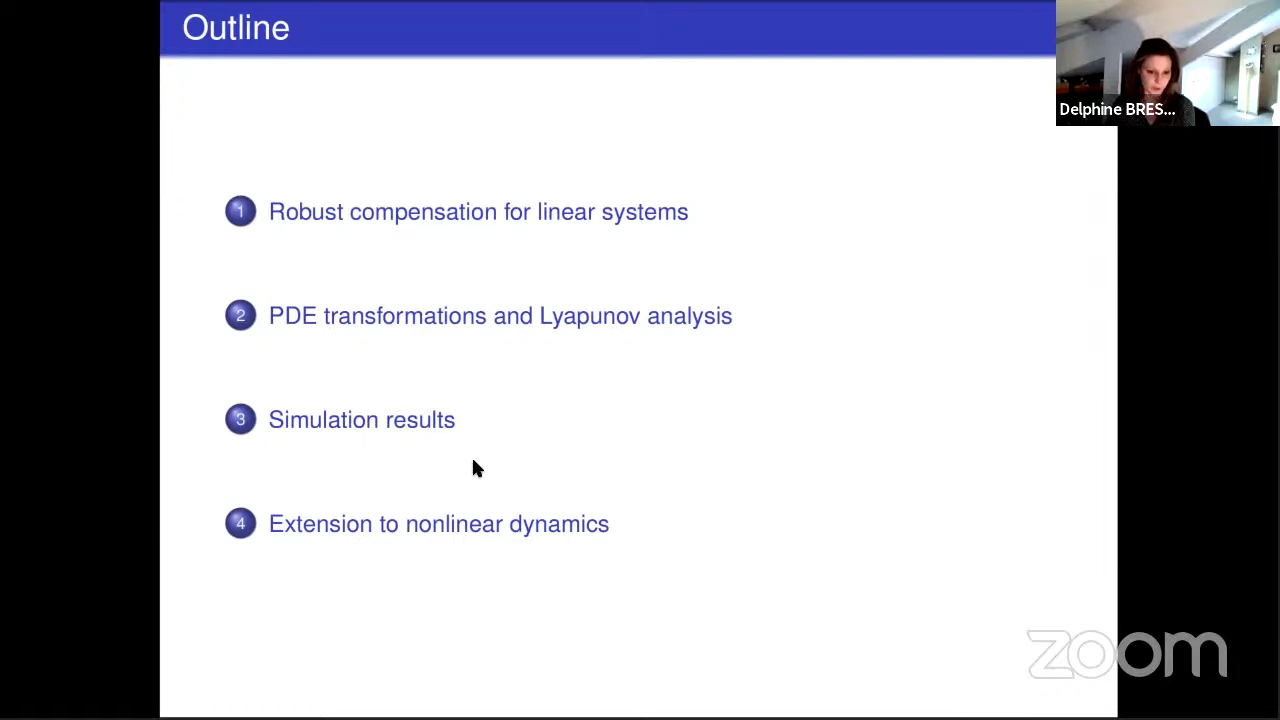 Outline
Delphine BRES...
1 Robust compensation for linear systems
2 PDE transformations and Lyapunov analysis
3 Simulation results
4 Extension to nonlinear dynamics
zoom